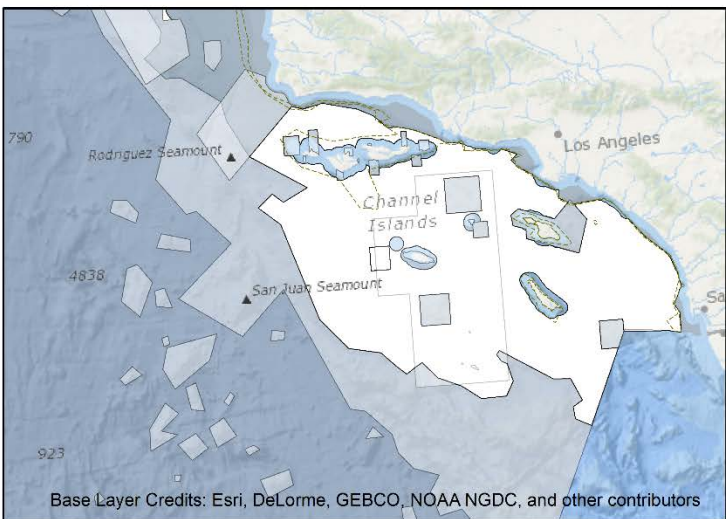 790
Rodriguez Seamount
Los Angeles
Channel
Islands
4838
San Juan Seamount
Sa
923
Base Layer Credits: Esri, DeLorme, GEBCO, NOAA NGDC, and other contributors